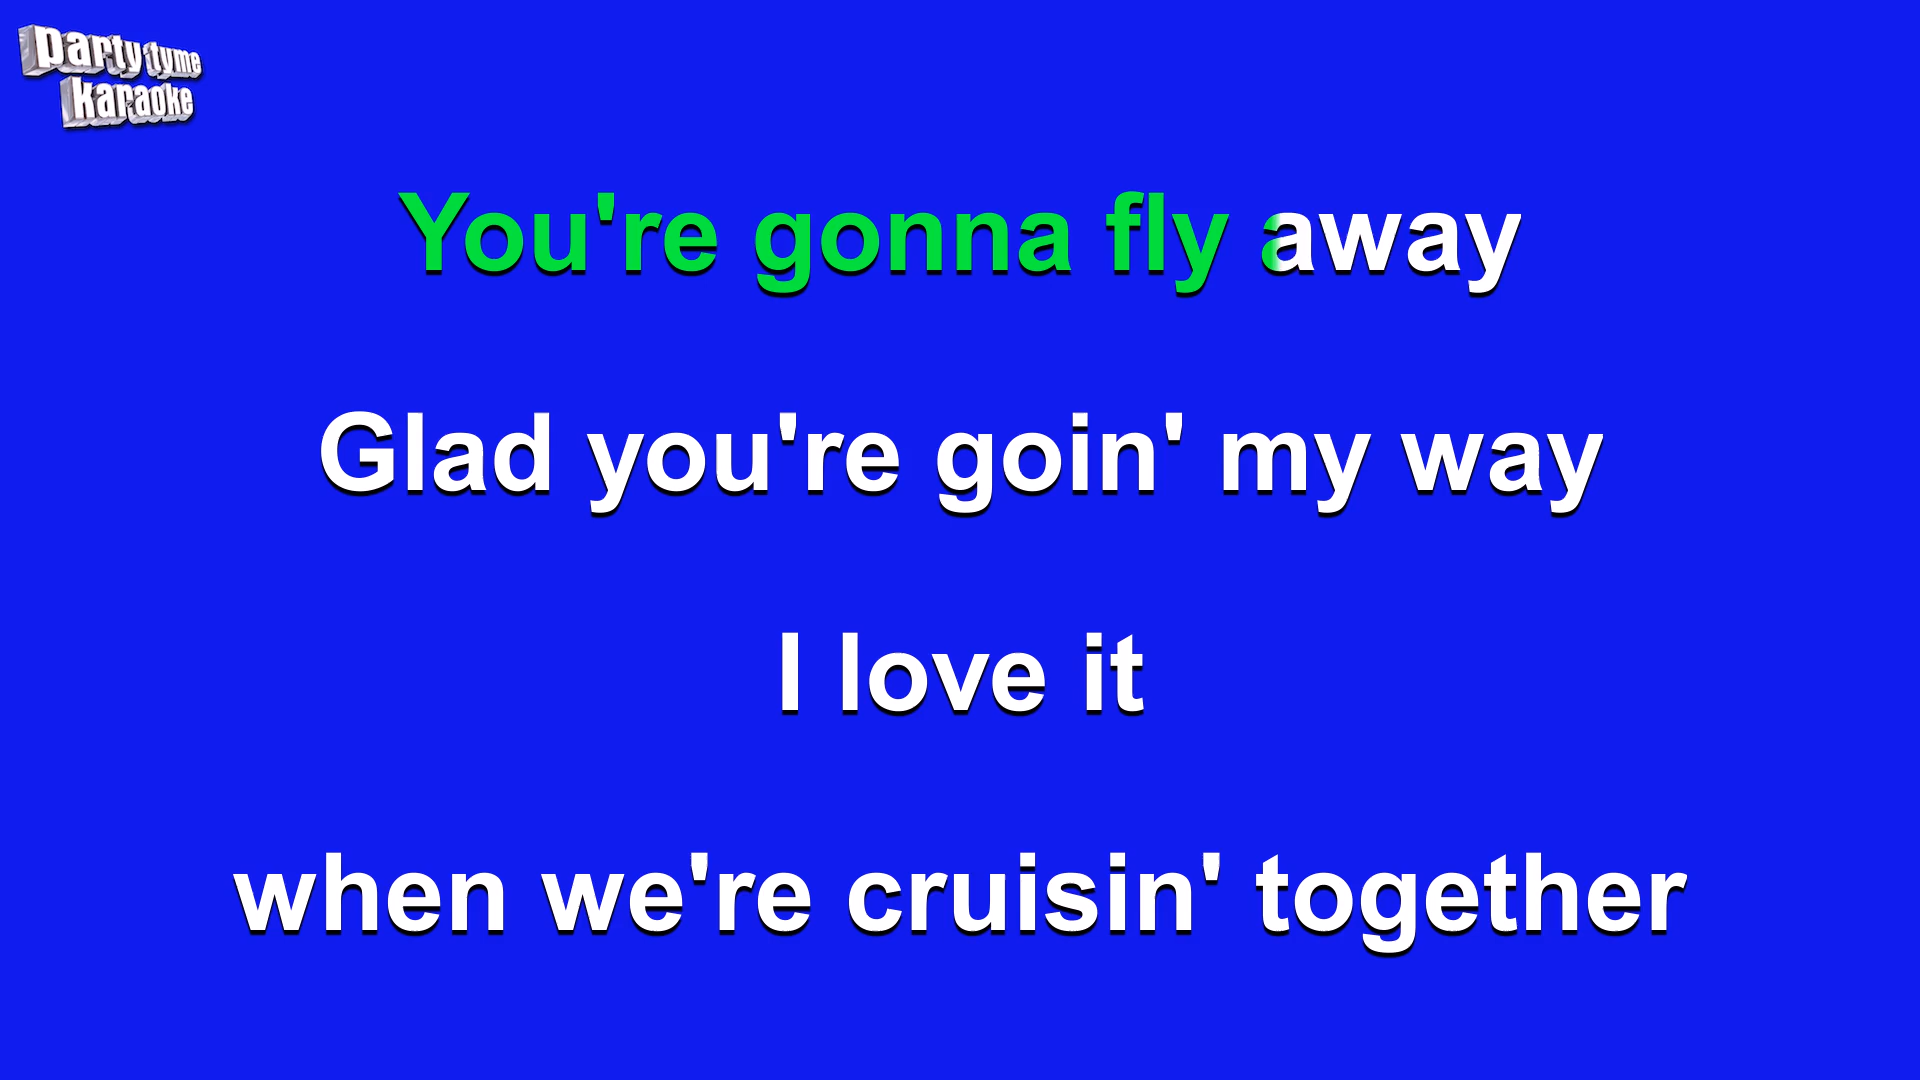 party tyme
karaoke
You're gonna fly away
Glad you're goin' my way
I love it
when we're cruisin' together